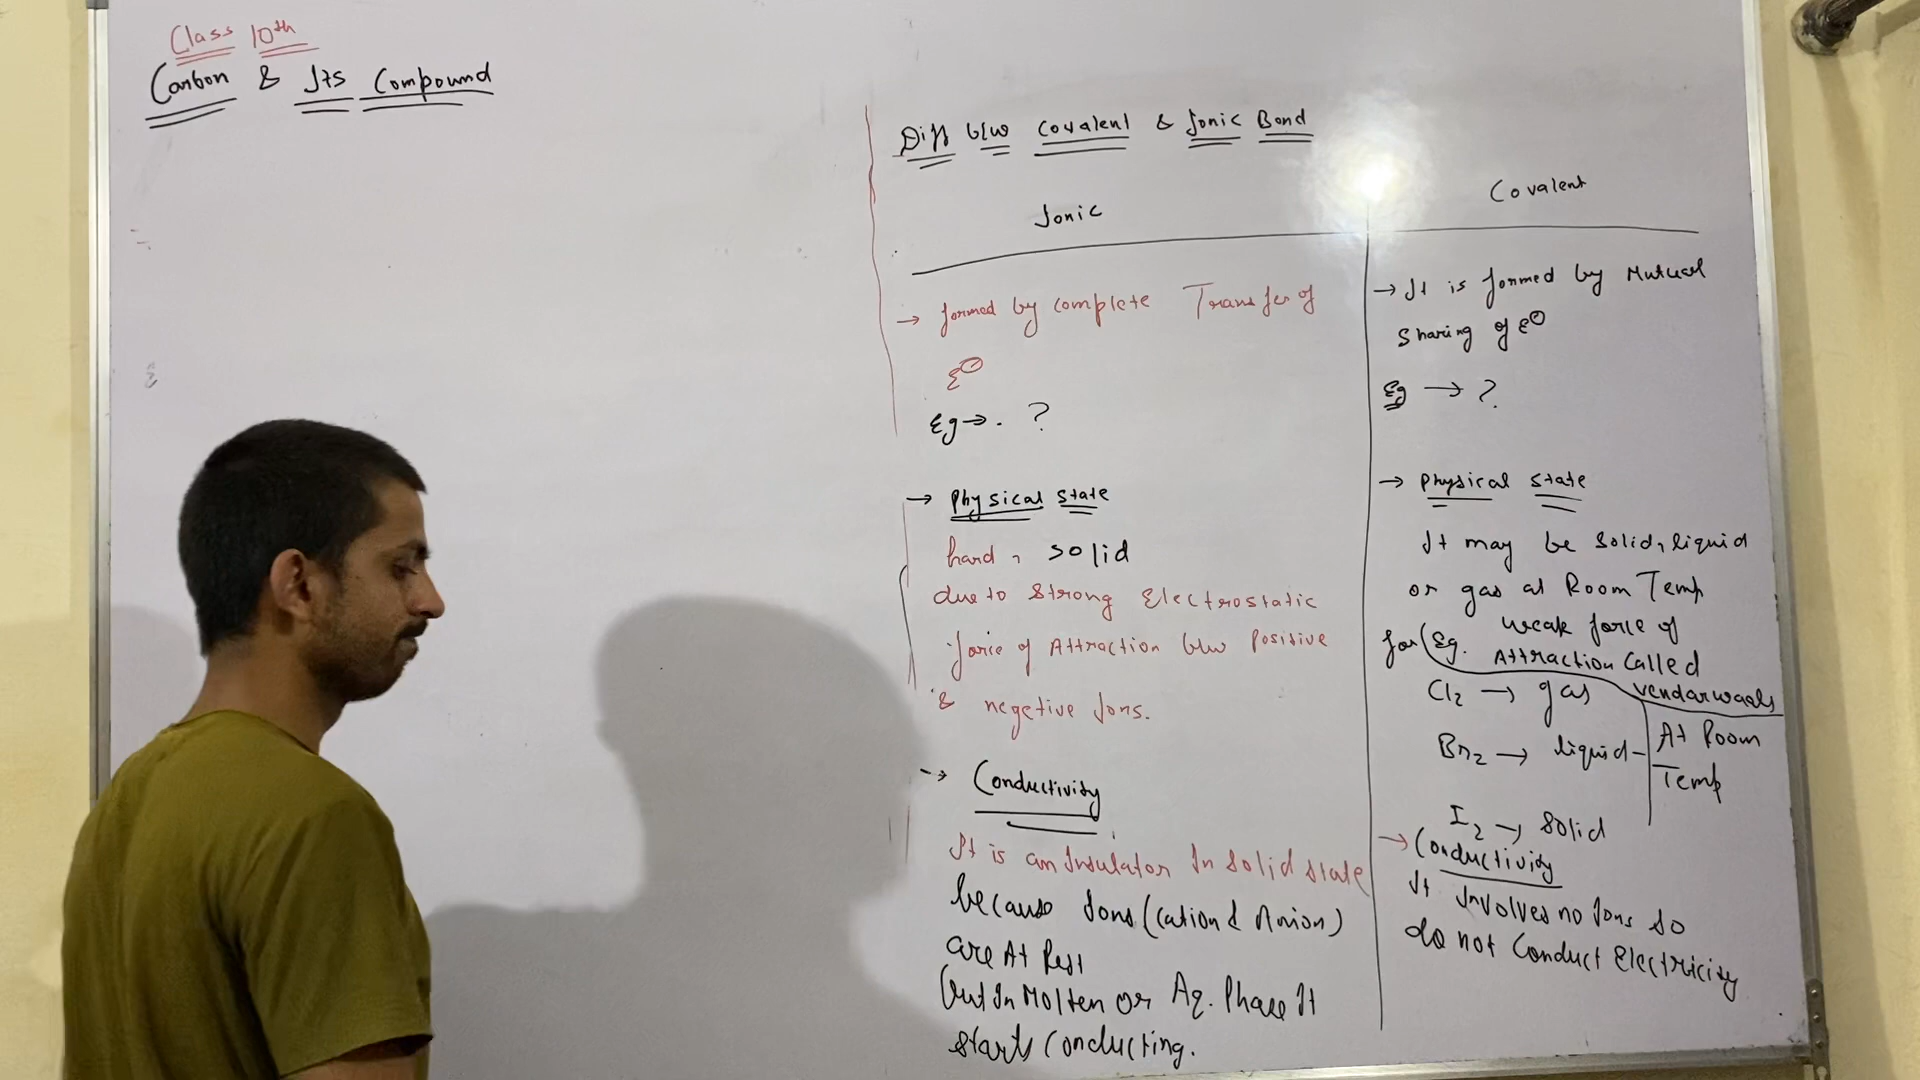 Class 10th
Carbon & Its Compound
Diff b/w Covalent & Ionic Bond
Ionic
→ formed by complete Transfer of
e⊖
Eg → . ?
→ Physical State
hard, solid
due to Strong Electrostatic
force of Attraction b/w Positive
& negetive Ions.
→ Conductivity
It is an Insulator In Solid state
because Ions (cation & Anion)
are At Rest
but In Molten or Aq. Phase It
starts Conducting.
Covalent
→ It is formed by Mutual
Sharing of e⊖
Eg → ?
→ Physical State
It may be Solid, liquid
or gas at Room Temp
for Eg. weak force of
Attraction Called
vendarwaals
Cl₂ → gas
Br₂ → liquid -
I₂ → Solid
At Room
Temp
→ Conductivity
It Involves no Ions So
do not Conduct Electricity